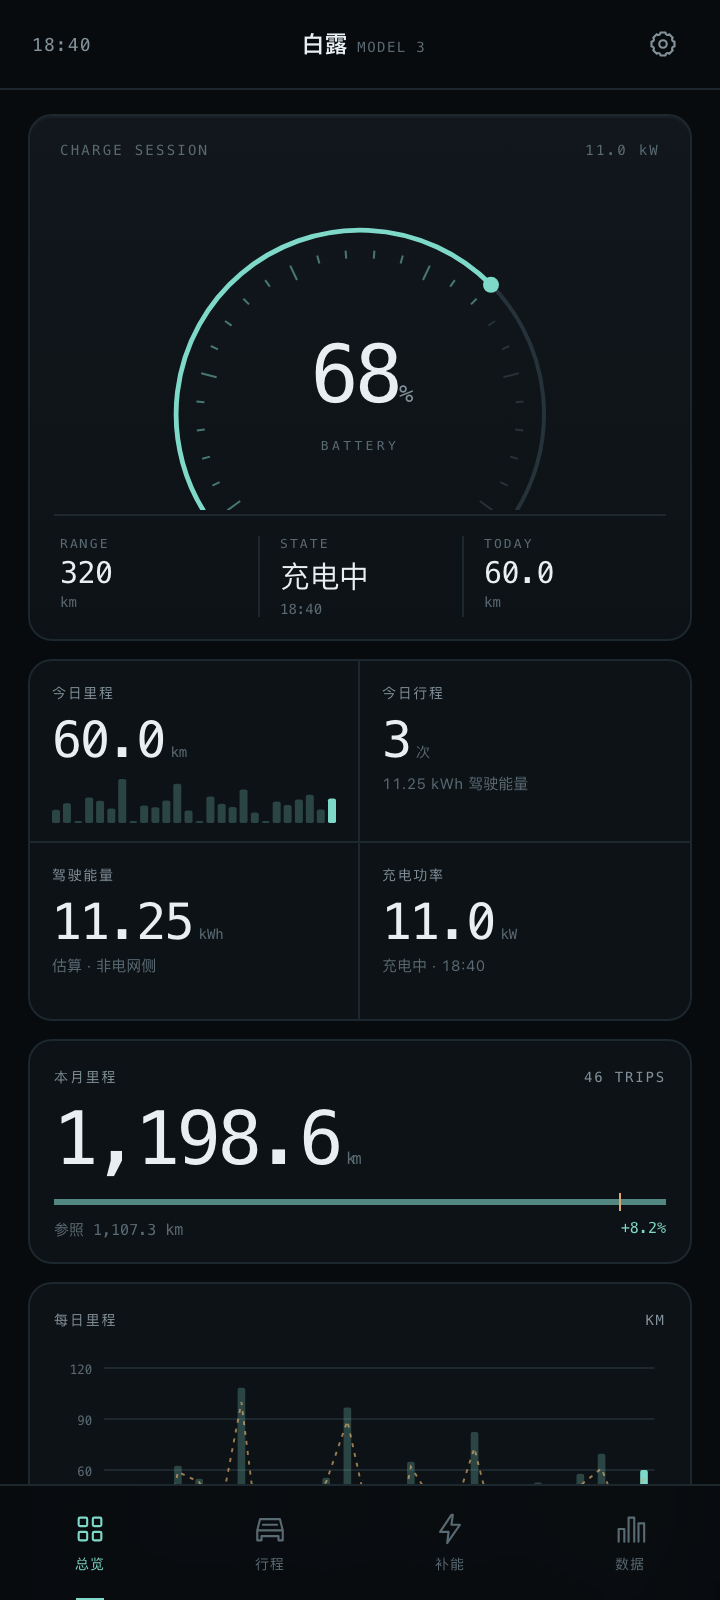 18:40 白露 MODEL 3
CHARGE SESSION 11.0 kW
68%
BATTERY
RANGE STATE TODAY
320 充电中 60.0
km 18:40 km
今日里程 今日行程
60.0 km 3 次
11.25 kWh 驾驶能量
驾驶能量 充电功率
11.25 kWh 11.0 kW
估算 · 非电网侧 充电中 · 18:40
本月里程 46 TRIPS
1,198.6 km
参照 1,107.3 km +8.2%
每日里程 KM
120
90
60
总览 行程 补能 数据